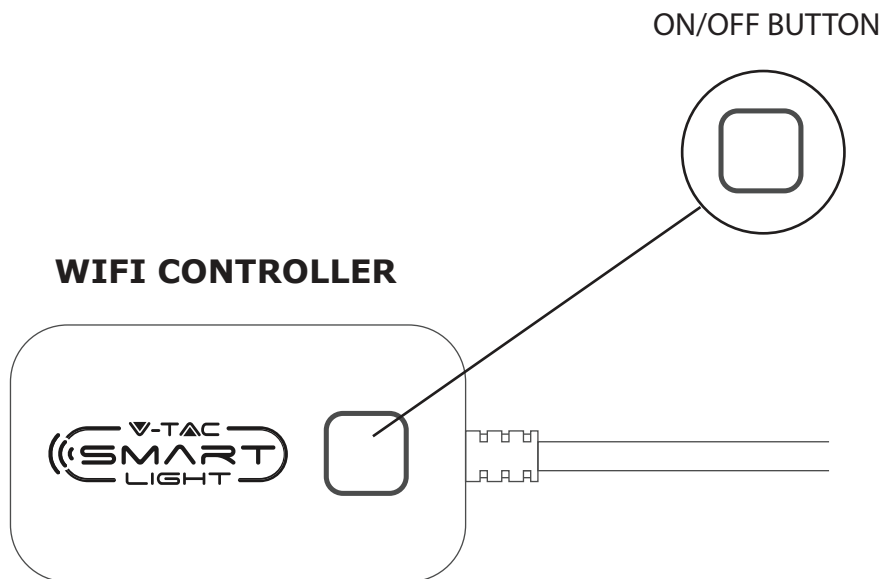 ON/OFF BUTTON
WIFI CONTROLLER
V-TAC
SMART
LIGHT